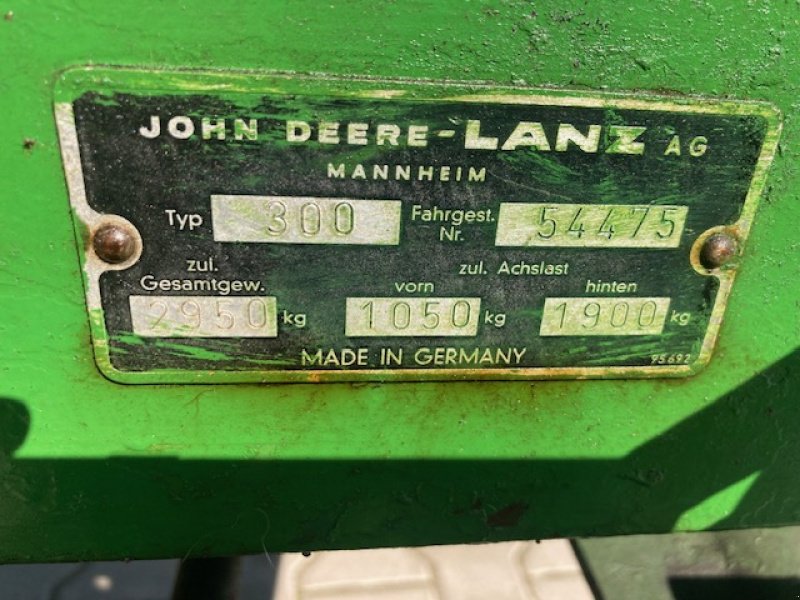 JOHN DEERE-LANZ AG
MANNHEIM
Typ 300 Fahrgest. Nr. 54475
zul. Gesamtgew. 2950 kg
zul. Achslast
vorn 1050 kg hinten 1900 kg
MADE IN GERMANY 95692